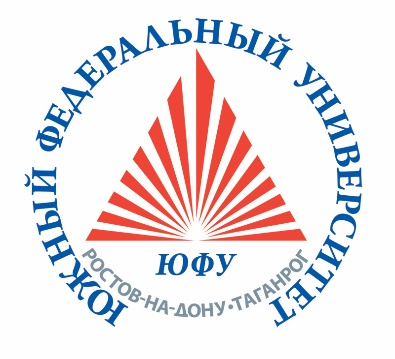 ЮЖНЫЙ ФЕДЕРАЛЬНЫЙ УНИВЕРСИТЕТ
ЮФУ
РОСТОВ-НА-ДОНУ•ТАГАНРОГ